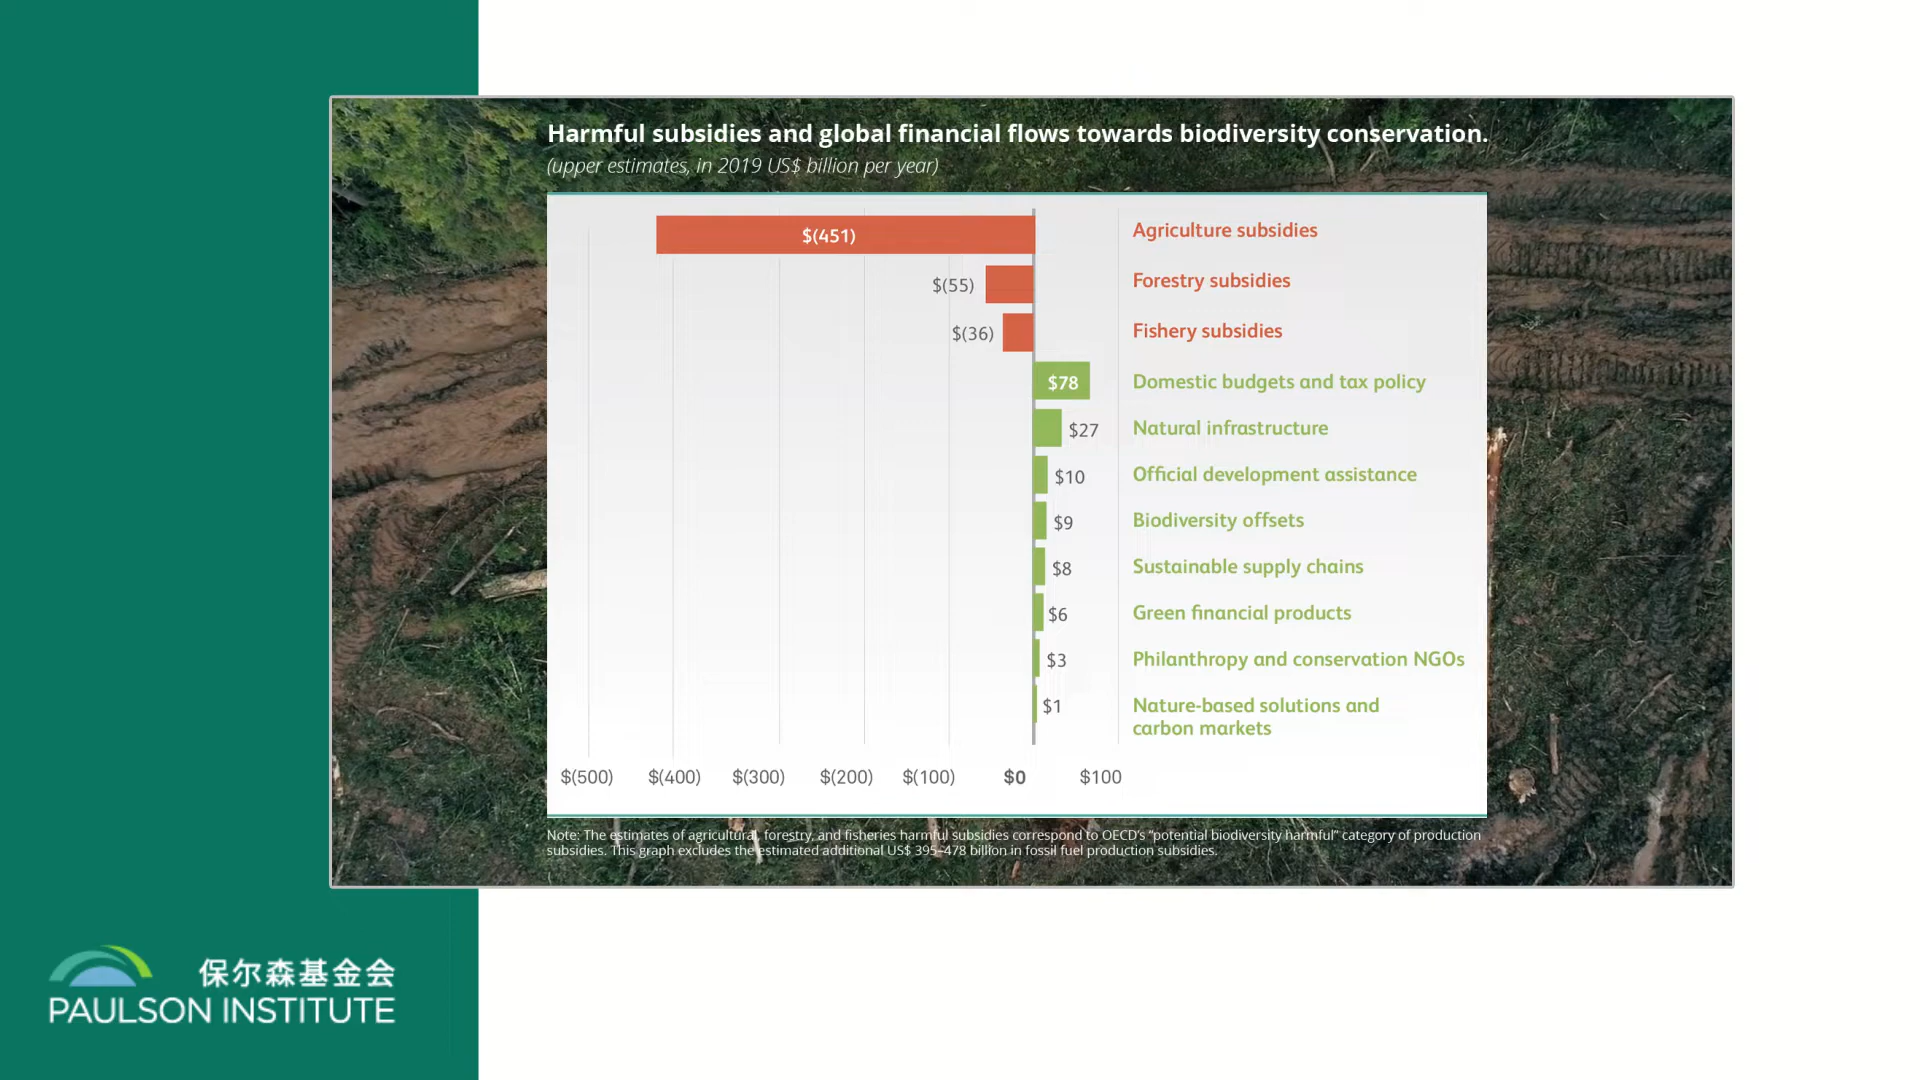 Harmful subsidies and global financial flows towards biodiversity conservation.
(upper estimates, in 2019 US$ billion per year)
$(451) Agriculture subsidies
$(55) Forestry subsidies
$(36) Fishery subsidies
$78 Domestic budgets and tax policy
$27 Natural infrastructure
$10 Official development assistance
$9 Biodiversity offsets
$8 Sustainable supply chains
$6 Green financial products
$3 Philanthropy and conservation NGOs
$1 Nature-based solutions and
carbon markets
$(500) $(400) $(300) $(200) $(100) $0 $100
Note: The estimates of agricultural, forestry, and fisheries harmful subsidies correspond to OECD's "potential biodiversity harmful" category of production
subsidies. This graph excludes the estimated additional US$ 395–478 billion in fossil fuel production subsidies.
保尔森基金会
PAULSON INSTITUTE